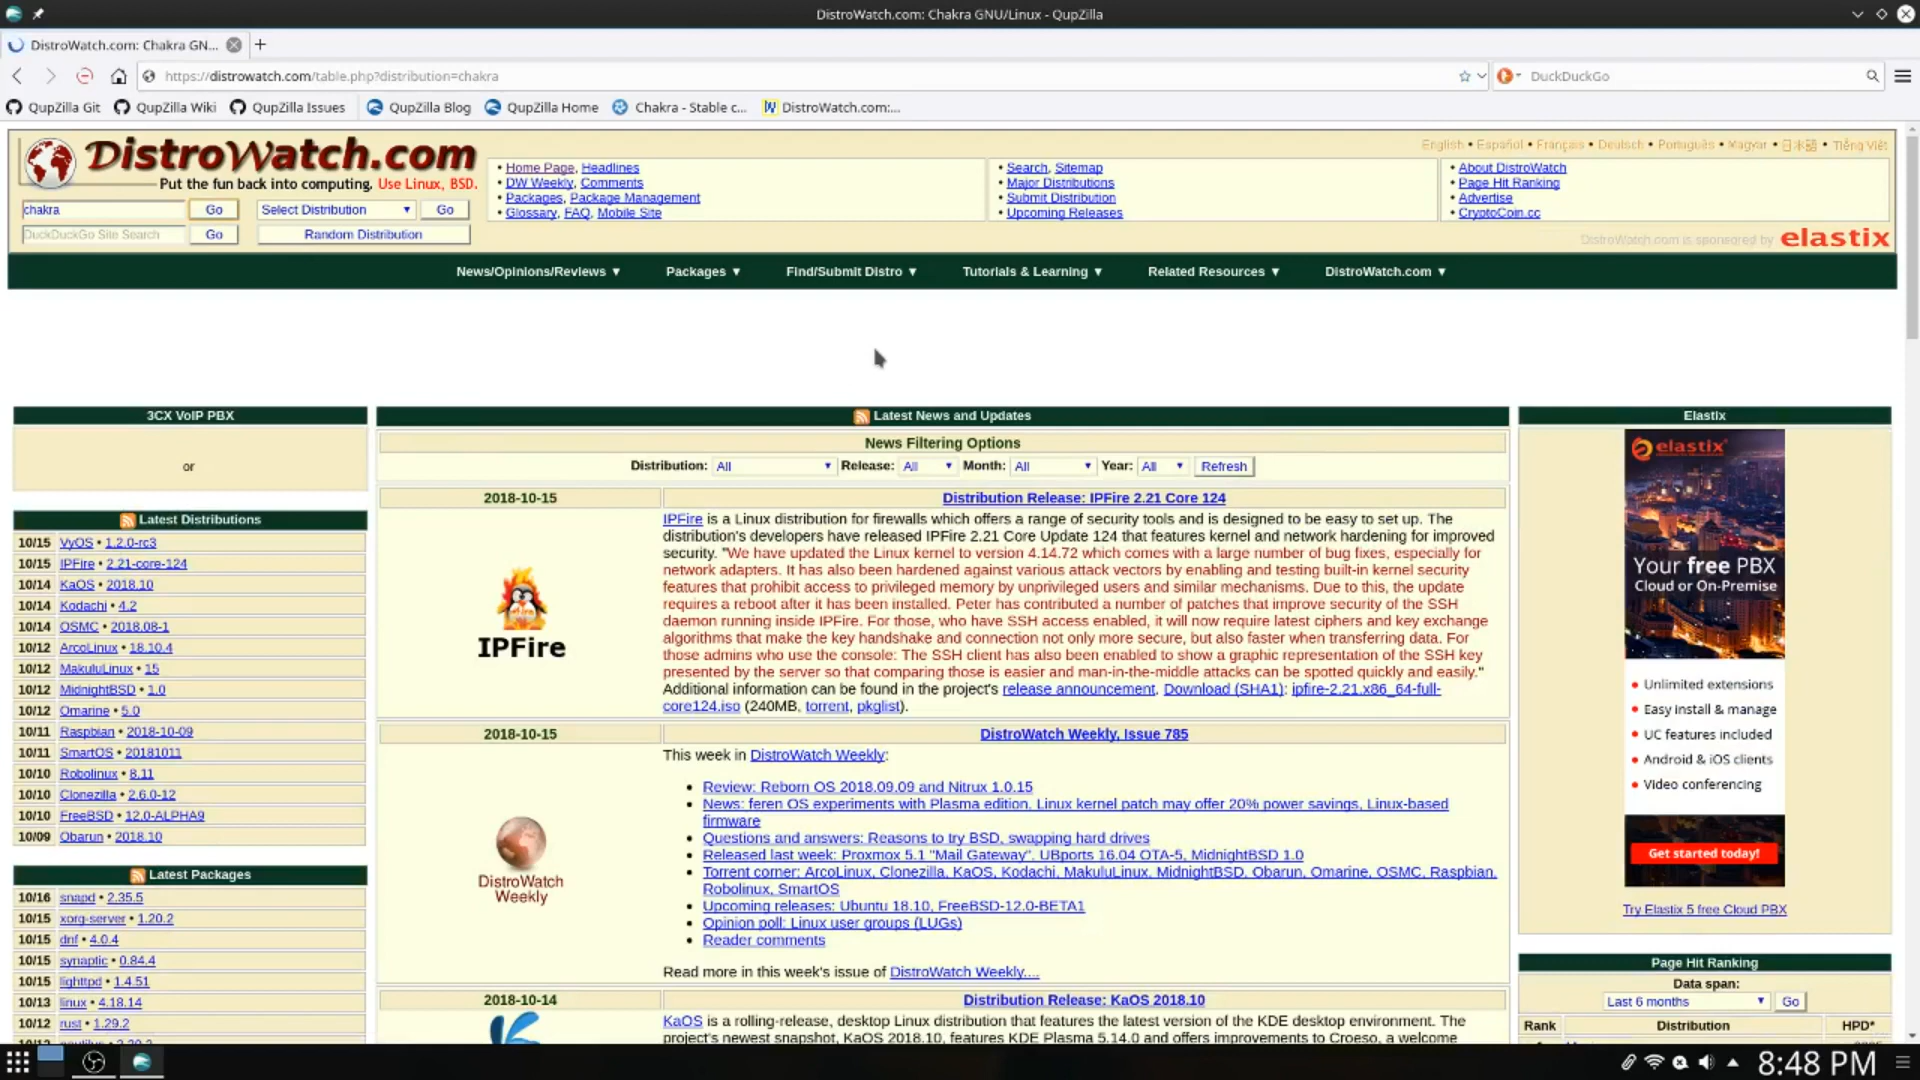 DistroWatch.com: Chakra GNU/Linux - QupZilla
DistroWatch.com: Chakra GN...
https://distrowatch.com/table.php?distribution=chakra
DuckDuckGo
QupZilla Git
QupZilla Wiki
QupZilla Issues
QupZilla Blog
QupZilla Home
Chakra - Stable c...
DistroWatch.com:...
DistroWatch.com
Put the fun back into computing. Use Linux, BSD.
English • Español • Français • Deutsch • Português • Magyar • 日本語 • Tiếng Việt
• Home Page, Headlines
• DW Weekly, Comments
• Packages, Package Management
• Glossary, FAQ, Mobile Site
• Search, Sitemap
• Major Distributions
• Submit Distribution
• Upcoming Releases
• About DistroWatch
• Page Hit Ranking
• Advertise
• CryptoCoin.cc
chakra
Go
Select Distribution
Go
DuckDuckGo Site Search
Go
Random Distribution
DistroWatch.com is sponsored by elastix
News/Opinions/Reviews ▼
Packages ▼
Find/Submit Distro ▼
Tutorials & Learning ▼
Related Resources ▼
DistroWatch.com ▼
3CX VoIP PBX
or
Latest Distributions
10/15 VyOS • 1.2.0-rc3
10/15 IPFire • 2.21-core-124
10/14 KaOS • 2018.10
10/14 Kodachi • 4.2
10/14 OSMC • 2018.08-1
10/12 ArcoLinux • 18.10.4
10/12 MakuluLinux • 15
10/12 MidnightBSD • 1.0
10/12 Omarine • 5.0
10/11 Raspbian • 2018-10-09
10/11 SmartOS • 20181011
10/10 Robolinux • 8.11
10/10 Clonezilla • 2.6.0-12
10/10 FreeBSD • 12.0-ALPHA9
10/09 Obarun • 2018.10
Latest Packages
10/16 snapd • 2.35.5
10/15 xorg-server • 1.20.2
10/15 dnf • 4.0.4
10/15 synaptic • 0.84.4
10/15 lighttpd • 1.4.51
10/13 linux • 4.18.14
10/12 rust • 1.29.2
Latest News and Updates
News Filtering Options
Distribution: All Release: All Month: All Year: All Refresh
2018-10-15
Distribution Release: IPFire 2.21 Core 124
IPFire
IPFire is a Linux distribution for firewalls which offers a range of security tools and is designed to be easy to set up. The
distribution's developers have released IPFire 2.21 Core Update 124 that features kernel and network hardening for improved
security. "We have updated the Linux kernel to version 4.14.72 which comes with a large number of bug fixes, especially for
network adapters. It has also been hardened against various attack vectors by enabling and testing built-in kernel security
features that prohibit access to privileged memory by unprivileged users and similar mechanisms. Due to this, the update
requires a reboot after it has been installed. Peter has contributed a number of patches that improve security of the SSH
daemon running inside IPFire. For those, who have SSH access enabled, it will now require latest ciphers and key exchange
algorithms that make the key handshake and connection not only more secure, but also faster when transferring data. For
those admins who use the console: The SSH client has also been enabled to show a graphic representation of the SSH key
presented by the server so that comparing those is easier and man-in-the-middle attacks can be spotted quickly and easily."
Additional information can be found in the project's release announcement. Download (SHA1): ipfire-2.21.x86_64-full-
core124.iso (240MB, torrent, pkglist).
2018-10-15
DistroWatch Weekly, Issue 785
DistroWatch
Weekly
This week in DistroWatch Weekly:
• Review: Reborn OS 2018.09.09 and Nitrux 1.0.15
• News: feren OS experiments with Plasma edition, Linux kernel patch may offer 20% power savings, Linux-based
firmware
• Questions and answers: Reasons to try BSD, swapping hard drives
• Released last week: Proxmox 5.1 "Mail Gateway", UBports 16.04 OTA-5, MidnightBSD 1.0
• Torrent corner: ArcoLinux, Clonezilla, KaOS, Kodachi, MakuluLinux, MidnightBSD, Obarun, Omarine, OSMC, Raspbian,
Robolinux, SmartOS
• Upcoming releases: Ubuntu 18.10, FreeBSD-12.0-BETA1
• Opinion poll: Linux user groups (LUGs)
• Reader comments
Read more in this week's issue of DistroWatch Weekly....
2018-10-14
Distribution Release: KaOS 2018.10
KaOS is a rolling-release, desktop Linux distribution that features the latest version of the KDE desktop environment. The
project's newest snapshot, KaOS 2018.10, features KDE Plasma 5.14.0 and offers improvements to Croeso, a welcome
Elastix
elastix
Your free PBX
Cloud or On-Premise
• Unlimited extensions
• Easy install & manage
• UC features included
• Android & iOS clients
• Video conferencing
Get started today!
Try Elastix 5 free Cloud PBX
Page Hit Ranking
Data span:
Last 6 months
Go
Rank Distribution HPD*
8:48 PM